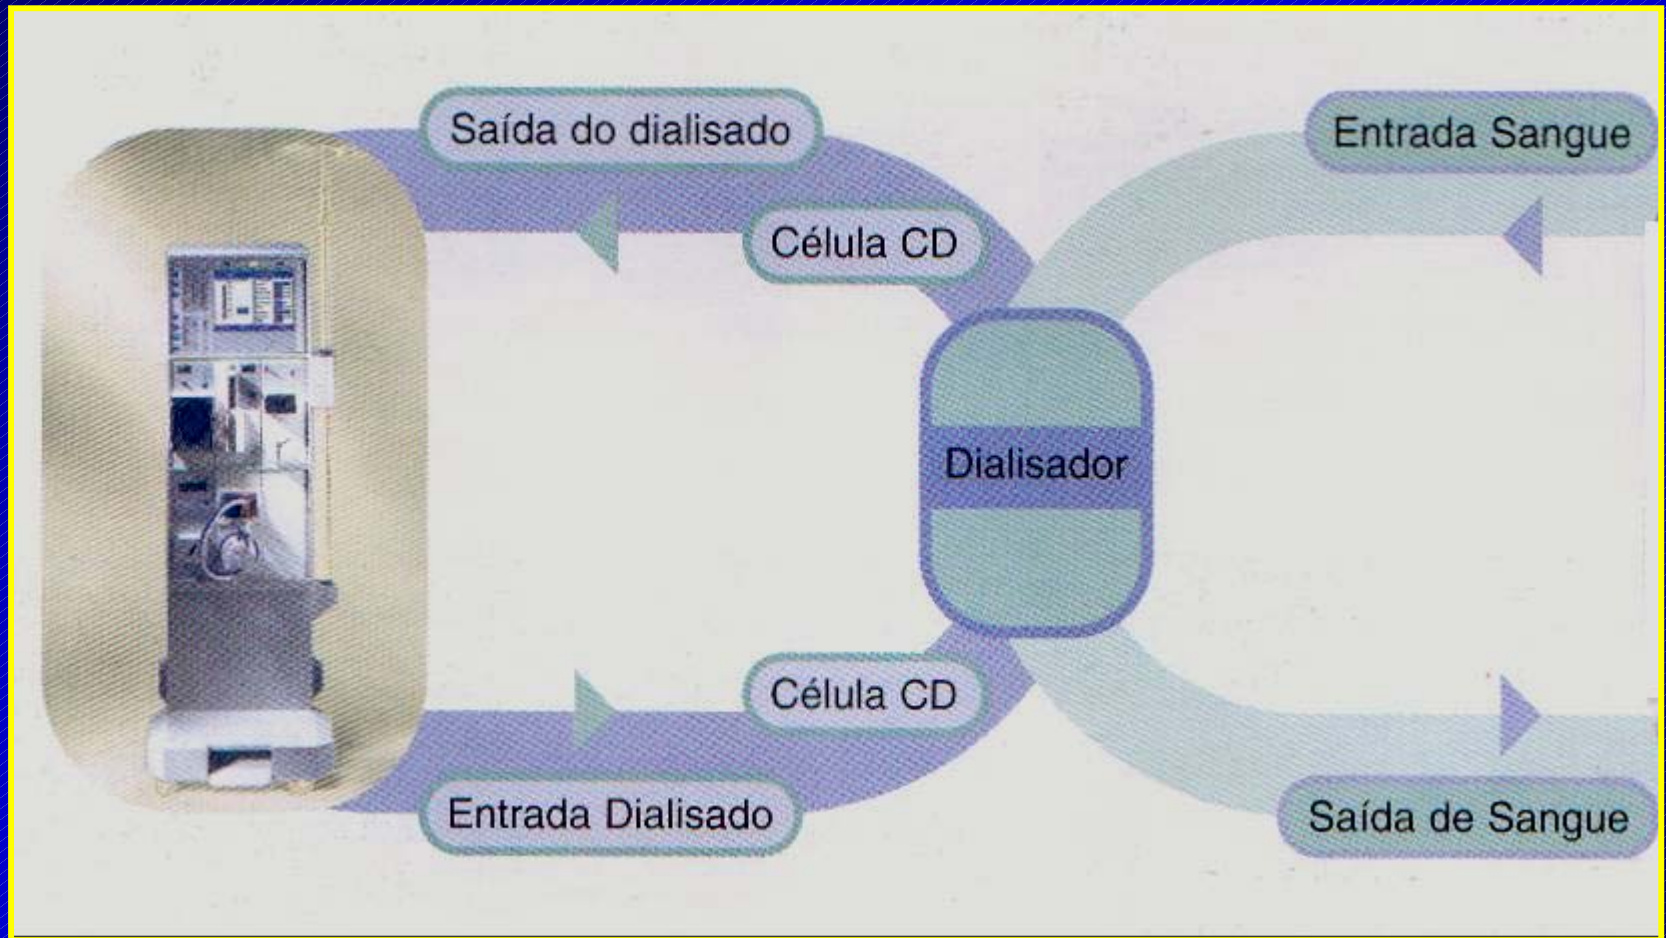 Saída do dialisado
Entrada Sangue
Célula CD
Dialisador
Célula CD
Entrada Dialisado
Saída de Sangue